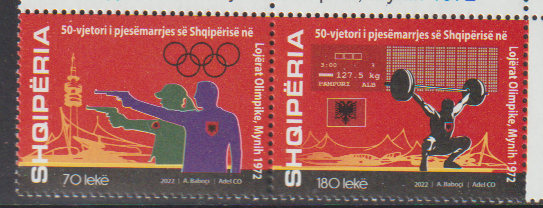 50-vjetori i pjesëmarrjes së Shqipërisë në
Lojërat Olimpike, Mynih 1972
SHQIPËRIA
70 lekë
2022 | A. Baboçi | Adel CO
50-vjetori i pjesëmarrjes së Shqipërisë në
Lojërat Olimpike, Mynih 1972
SHQIPËRIA
3:00 7
127.5 kg
PAMPURI ALB
180 lekë
2022 | A. Baboçi | Adel CO